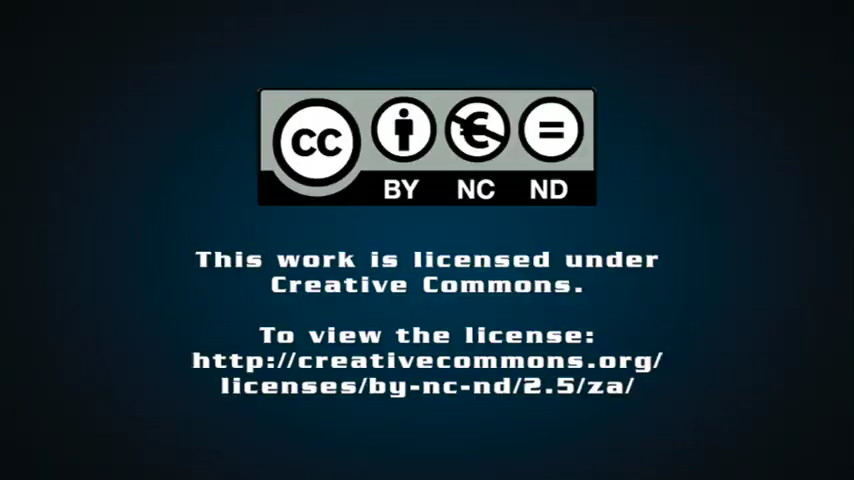 CC
BY NC ND
This work is licensed under
Creative Commons.
To view the license:
http://creativecommons.org/
licenses/by-nc-nd/2.5/za/